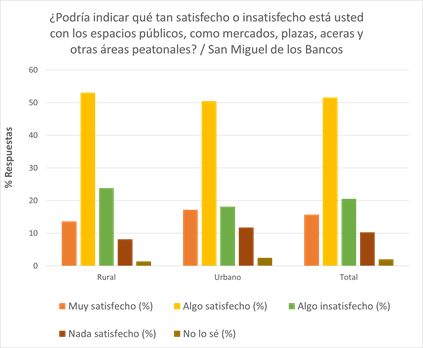 ¿Podría indicar qué tan satisfecho o insatisfecho está usted
con los espacios públicos, como mercados, plazas, aceras y
otras áreas peatonales? / San Miguel de los Bancos
60
50
40
30
20
10
0
% Respuestas
Rural Urbano Total
Muy satisfecho (%) Algo satisfecho (%) Algo insatisfecho (%)
Nada satisfecho (%) No lo sé (%)